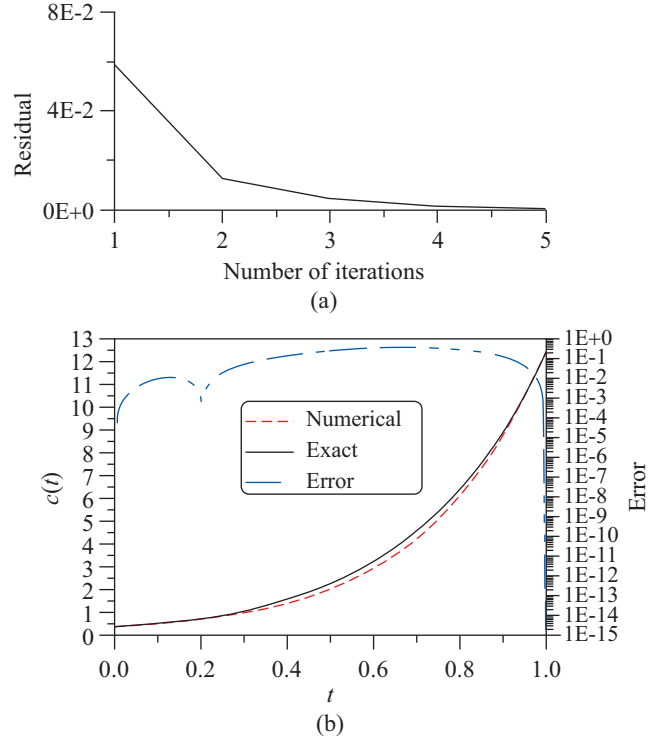 8E-2
4E-2
0E+0
Residual
1 2 3 4 5
Number of iterations
(a)
13
12
11
10
9
8
7
6
5
4
3
2
1
0
c(t)
Numerical
Exact
Error
1E+0
1E-1
1E-2
1E-3
1E-4
1E-5
1E-6
1E-7
1E-8
1E-9
1E-10
1E-11
1E-12
1E-13
1E-14
1E-15
Error
0.0 0.2 0.4 0.6 0.8 1.0
t
(b)